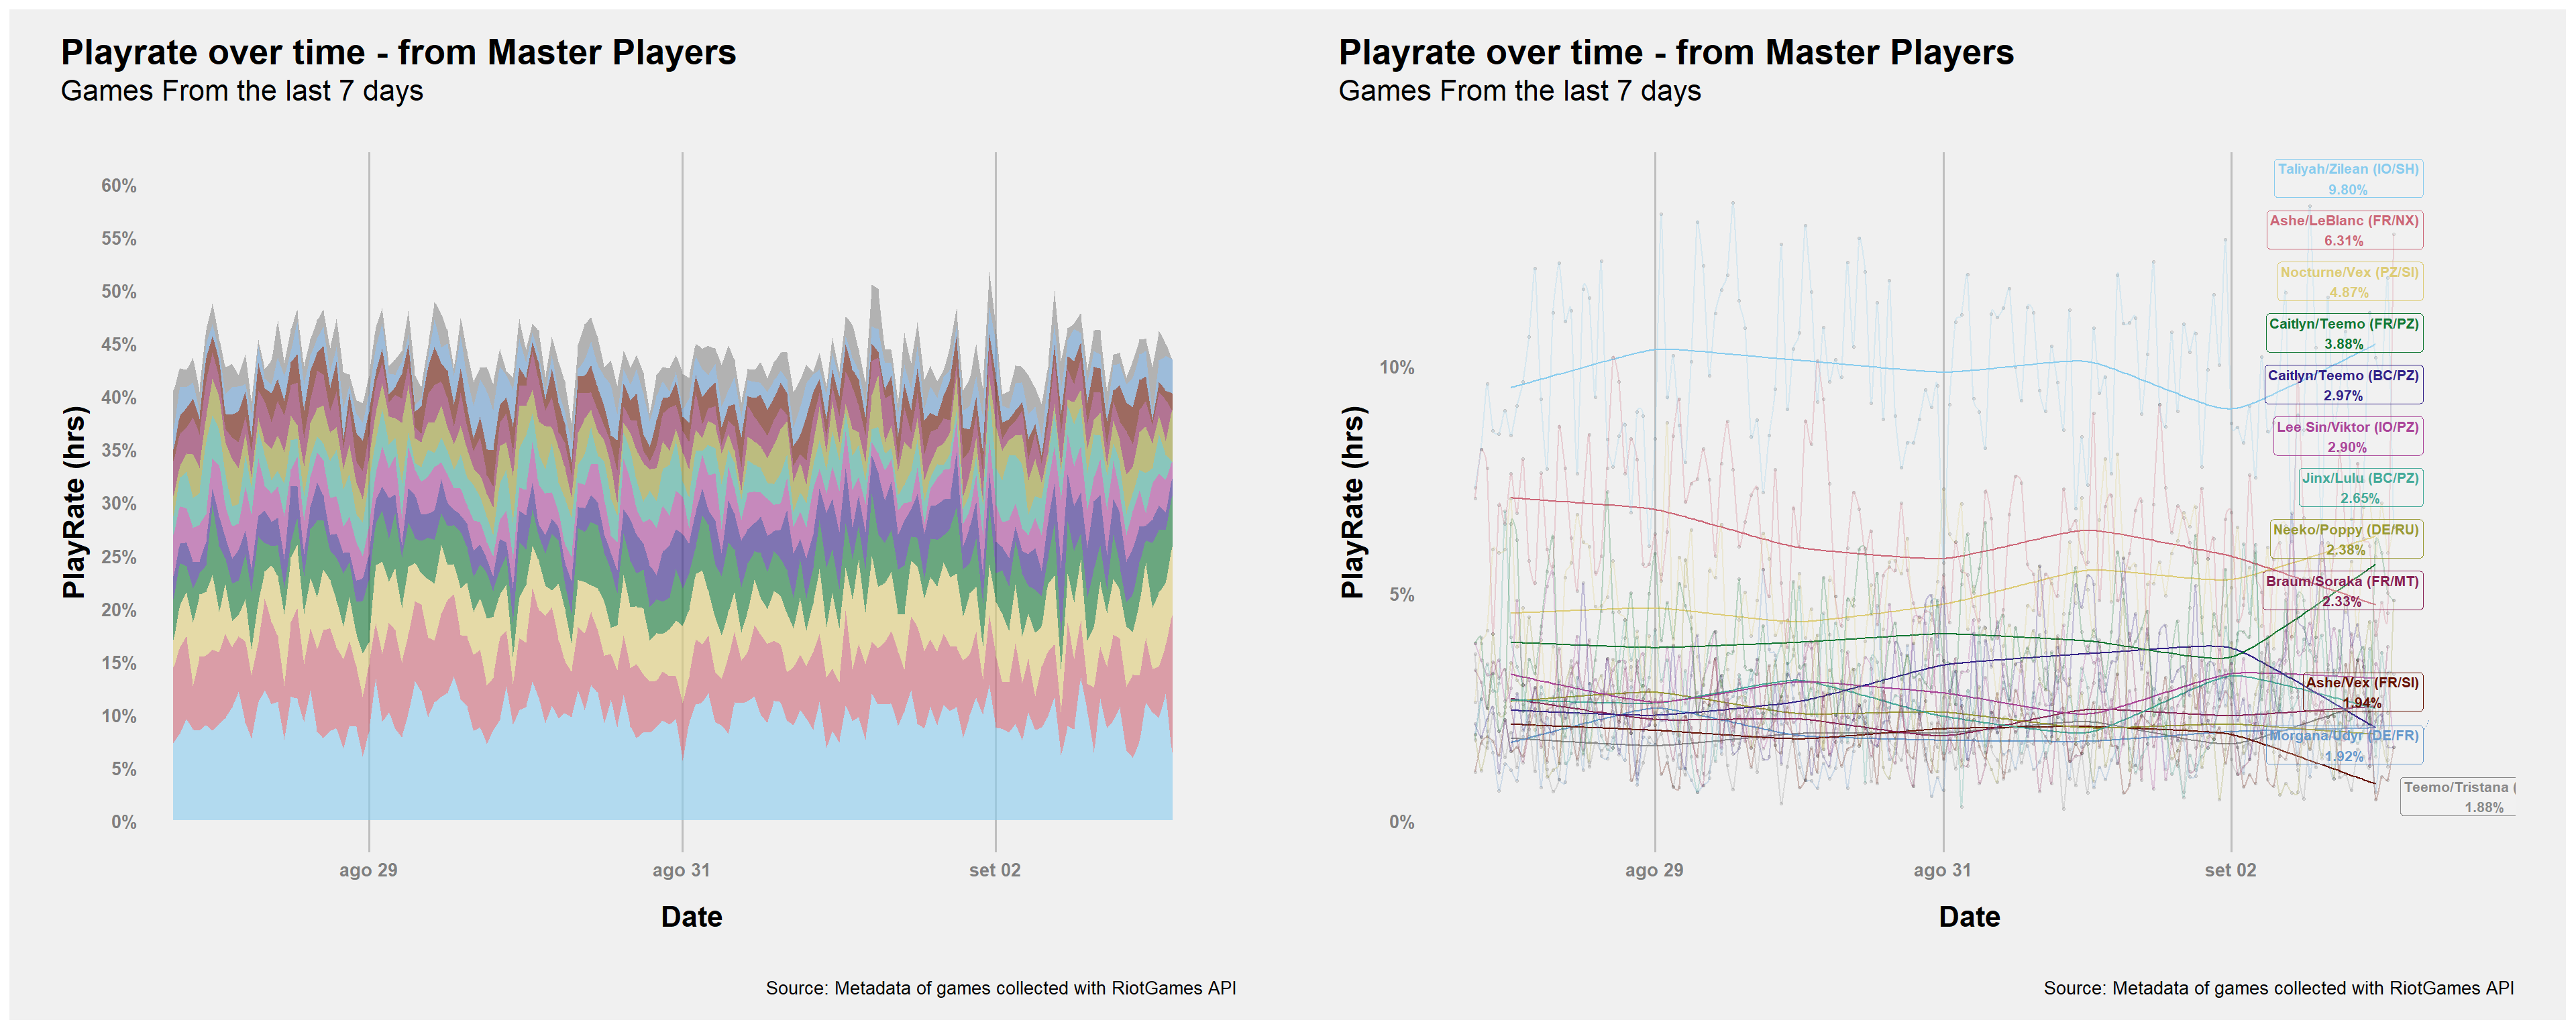 Playrate over time - from Master Players
Games From the last 7 days
PlayRate (hrs)
60%
55%
50%
45%
40%
35%
30%
25%
20%
15%
10%
5%
0%
ago 29
ago 31
set 02
Date
Source: Metadata of games collected with RiotGames API
Playrate over time - from Master Players
Games From the last 7 days
PlayRate (hrs)
10%
5%
0%
Taliyah/Zilean (IO/SH)
9.80%
Ashe/LeBlanc (FR/NX)
6.31%
Nocturne/Vex (PZ/SI)
4.87%
Caitlyn/Teemo (FR/PZ)
3.88%
Caitlyn/Teemo (BC/PZ)
2.97%
Lee Sin/Viktor (IO/PZ)
2.90%
Jinx/Lulu (BC/PZ)
2.65%
Neeko/Poppy (DE/RU)
2.38%
Braum/Soraka (FR/MT)
2.33%
Ashe/Vex (FR/SI)
1.94%
Morgana/Udyr (DE/FR)
1.92%
Teemo/Tristana (
1.88%
ago 29
ago 31
set 02
Date
Source: Metadata of games collected with RiotGames API